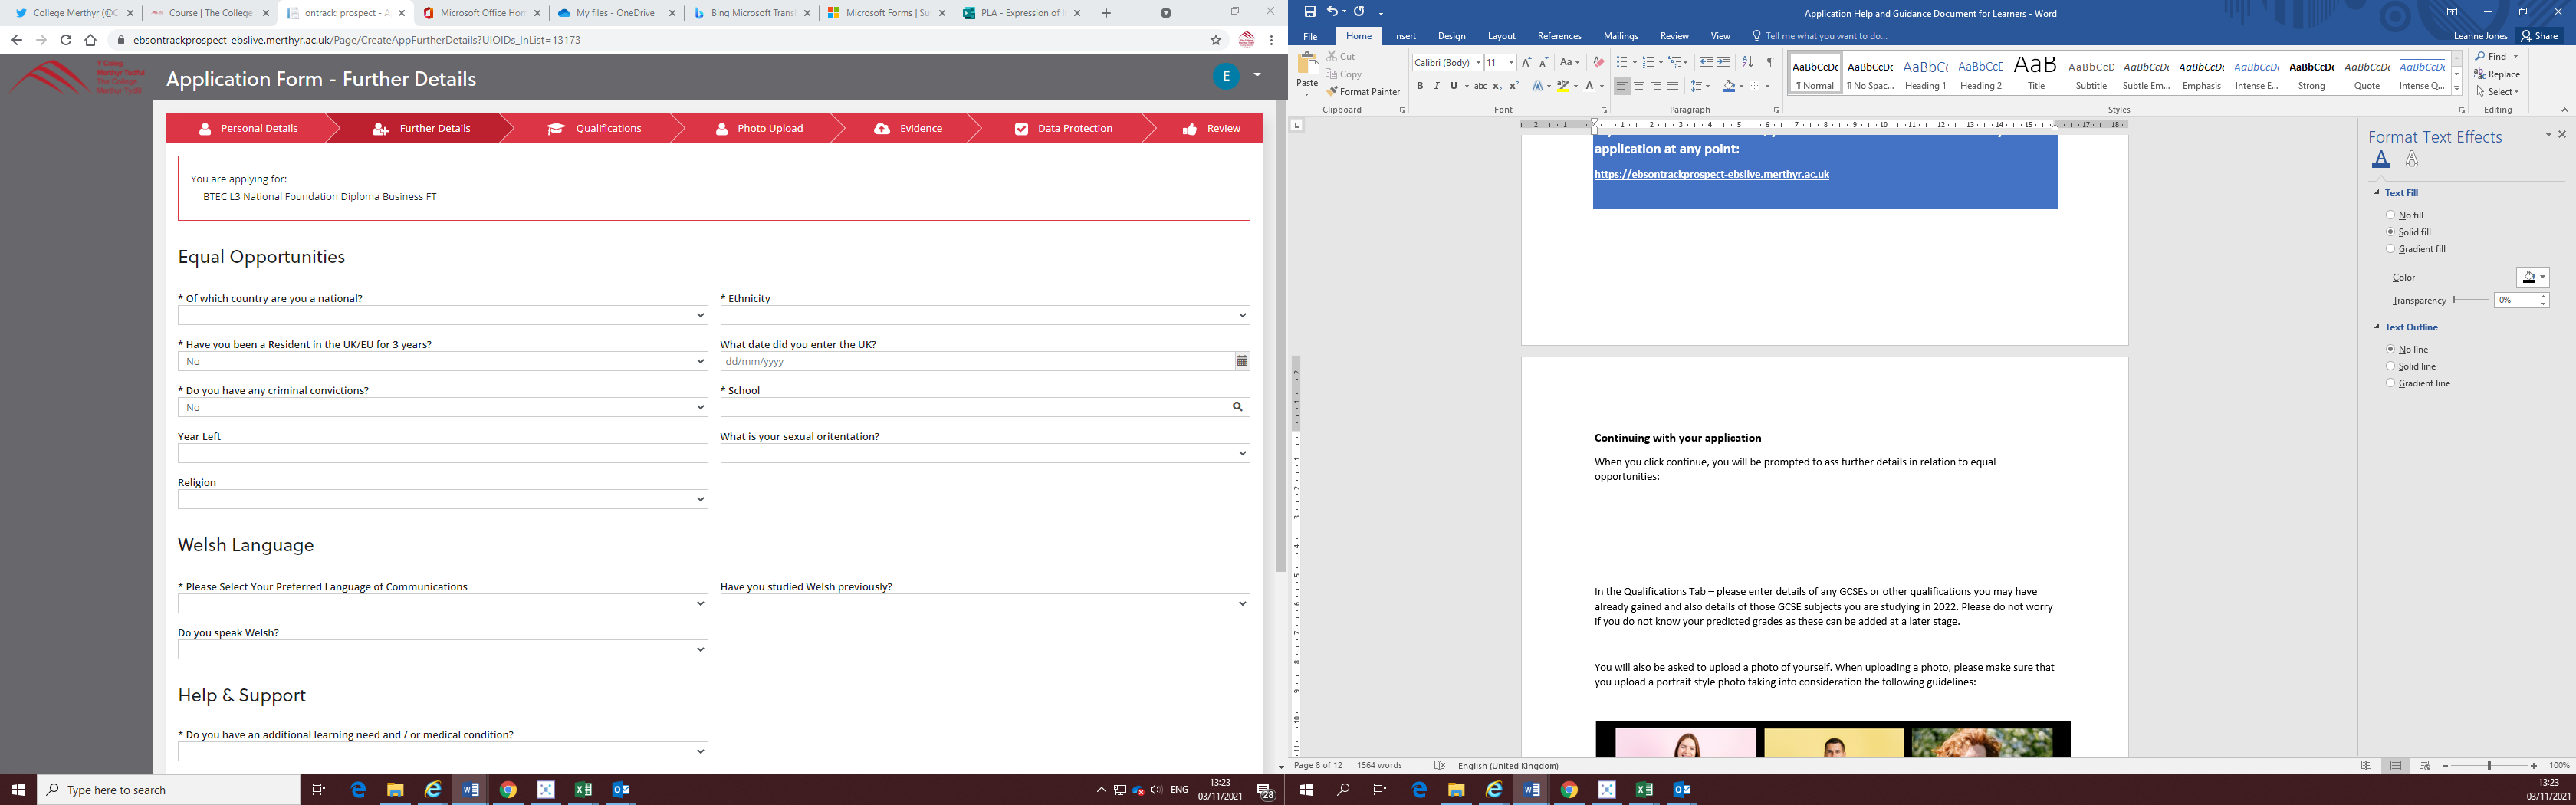 College Merthyr (@C
Course | The College
ontrack: prospect - A
Microsoft Office Hom
My files - OneDrive
Bing Microsoft Transl
Microsoft Forms | Su
PLA - Expression of I
ebsontrackprospect-ebslive.merthyr.ac.uk/Page/CreateAppFurtherDetails?UIOIDs_InList=13173
Y Coleg
Merthyr Tudful
The College
Merthyr Tydfil
Application Form - Further Details
E
Personal Details
Further Details
Qualifications
Photo Upload
Evidence
Data Protection
Review
You are applying for:
BTEC L3 National Foundation Diploma Business FT
Equal Opportunities
* Of which country are you a national?
* Ethnicity
* Have you been a Resident in the UK/EU for 3 years?
What date did you enter the UK?
No
dd/mm/yyyy
* Do you have any criminal convictions?
* School
No
Year Left
What is your sexual oritentation?
Religion
Welsh Language
* Please Select Your Preferred Language of Communications
Have you studied Welsh previously?
Do you speak Welsh?
Help & Support
* Do you have an additional learning need and / or medical condition?
Type here to search
ENG
13:23
03/11/2021
28
Application Help and Guidance Document for Learners - Word
File
Home
Insert
Design
Layout
References
Mailings
Review
View
Tell me what you want to do...
Leanne Jones
Share
Paste
Cut
Copy
Format Painter
Clipboard
Calibri (Body)
11
Font
Paragraph
AaBbCcDc
¶ Normal
AaBbCcDc
¶ No Spac...
AaBbC(
Heading 1
AaBbCcE
Heading 2
AaB
Title
AaBbCcD
Subtitle
AaBbCcDc
Subtle Em...
AaBbCcDc
Emphasis
AaBbCcDc
Intense E...
AaBbCcDc
Strong
AaBbCcDc
Quote
AaBbCcDc
Intense Q...
Styles
Find
Replace
Select
Editing
application at any point:
https://ebsontrackprospect-ebslive.merthyr.ac.uk
Continuing with your application
When you click continue, you will be prompted to ass further details in relation to equal
opportunities:
In the Qualifications Tab – please enter details of any GCSEs or other qualifications you may have
already gained and also details of those GCSE subjects you are studying in 2022. Please do not worry
if you do not know your predicted grades as these can be added at a later stage.
You will also be asked to upload a photo of yourself. When uploading a photo, please make sure that
you upload a portrait style photo taking into consideration the following guidelines:
Format Text Effects
Text Fill
No fill
Solid fill
Gradient fill
Color
Transparency
0%
Text Outline
No line
Solid line
Gradient line
Page 8 of 12
1564 words
English (United Kingdom)
100%
13:23
03/11/2021